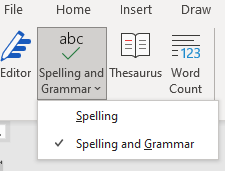 File Home Insert Draw
abc
123
Editor Spelling and Thesaurus Word
Grammar Count
Spelling
Spelling and Grammar